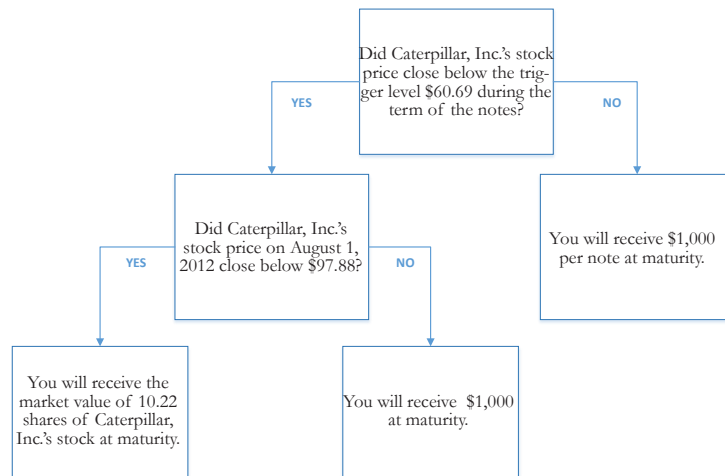 Did Caterpillar, Inc.'s stock
price close below the trig-
ger level $60.69 during the
term of the notes?
YES
NO
Did Caterpillar, Inc.'s
stock price on August 1,
2012 close below $97.88?
You will receive $1,000
per note at maturity.
YES
NO
You will receive the
market value of 10.22
shares of Caterpillar,
Inc.'s stock at maturity.
You will receive $1,000
at maturity.